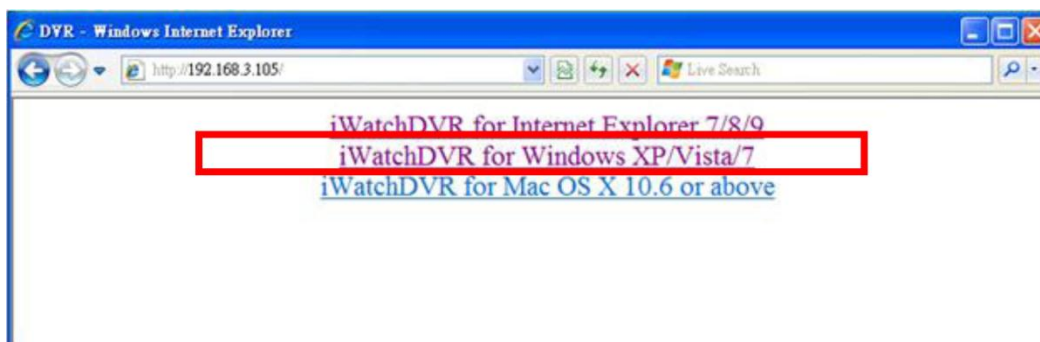 DVR - Windows Internet Explorer
http://192.168.3.105/
Live Search
iWatchDVR for Internet Explorer 7/8/9
iWatchDVR for Windows XP/Vista/7
iWatchDVR for Mac OS X 10.6 or above